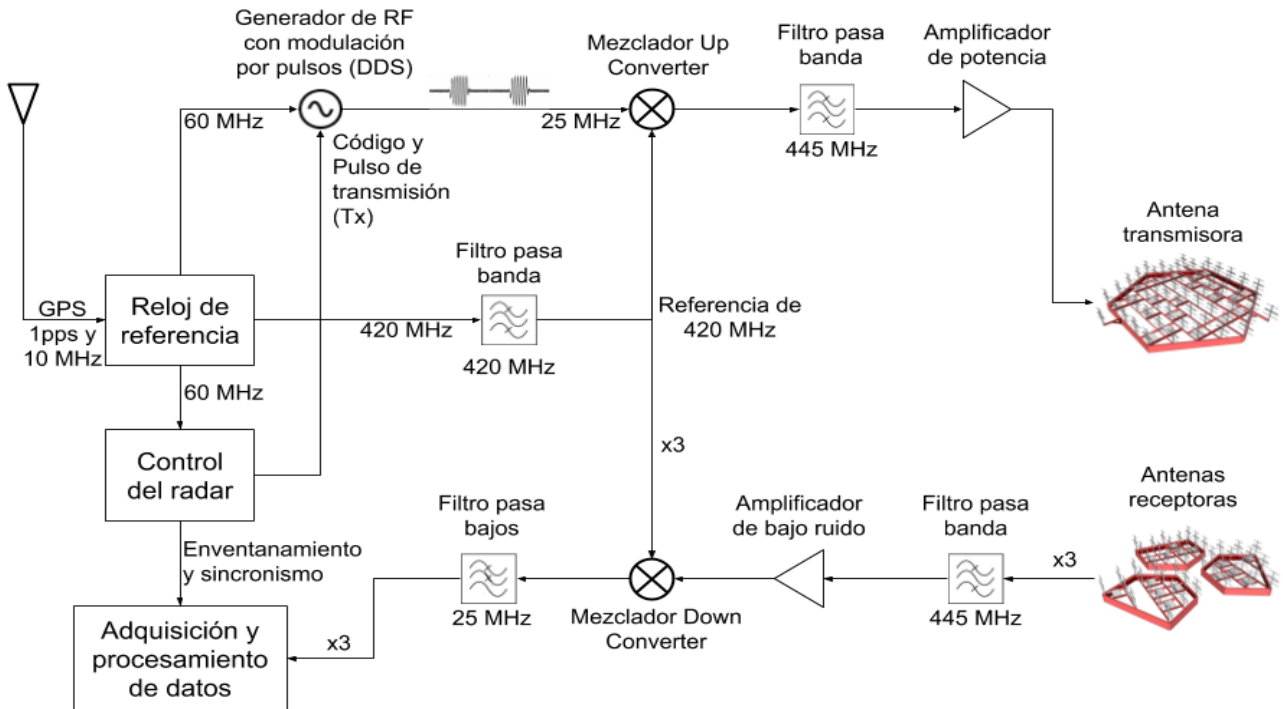 Generador de RF
con modulación
por pulsos (DDS)
Mezclador Up
Converter
Filtro pasa
banda
Amplificador
de potencia
60 MHz
25 MHz
445 MHz
Código y
Pulso de
transmisión
(Tx)
Antena
transmisora
GPS
1pps y
10 MHz
Reloj de
referencia
Filtro pasa
banda
420 MHz
420 MHz
Referencia de
420 MHz
60 MHz
Control
del radar
x3
Filtro pasa
bajos
Amplificador
de bajo ruido
Filtro pasa
banda
Antenas
receptoras
Enventanamiento
y sincronismo
x3
25 MHz
Mezclador Down
Converter
445 MHz
Adquisición y
procesamiento
de datos
x3